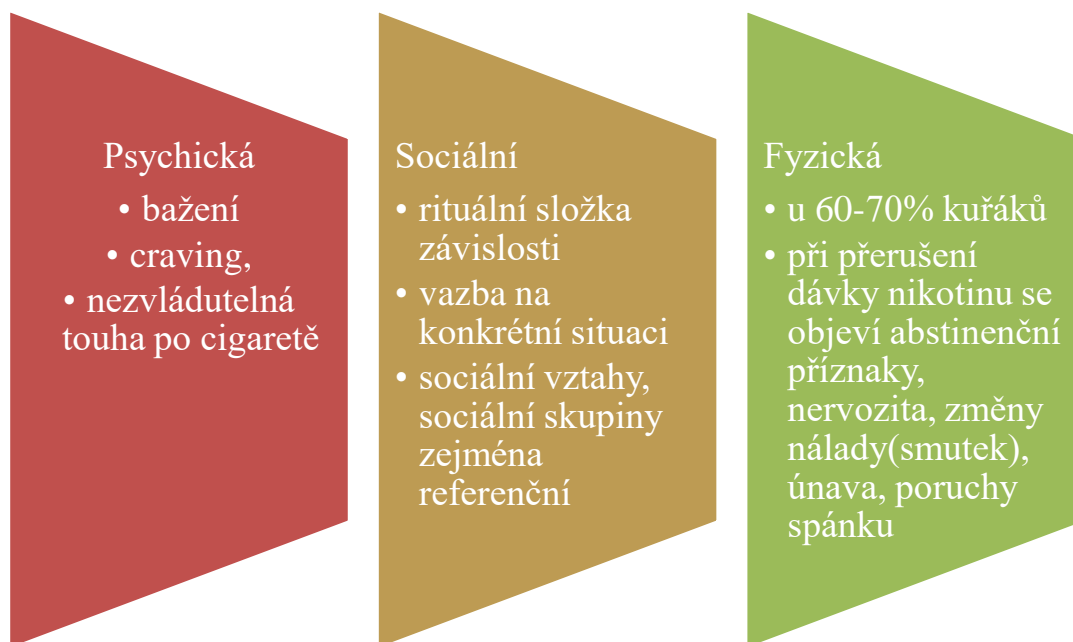 Psychická
• bažení
• craving,
• nezvládutelná
touha po cigaretě
Sociální
• rituální složka
závislosti
• vazba na
konkrétní situaci
• sociální vztahy,
sociální skupiny
zejména
referenční
Fyzická
• u 60-70% kuřáků
• při přerušení
dávky nikotinu se
objeví abstinenční
příznaky,
nervozita, změny
nálady(smutek),
únava, poruchy
spánku